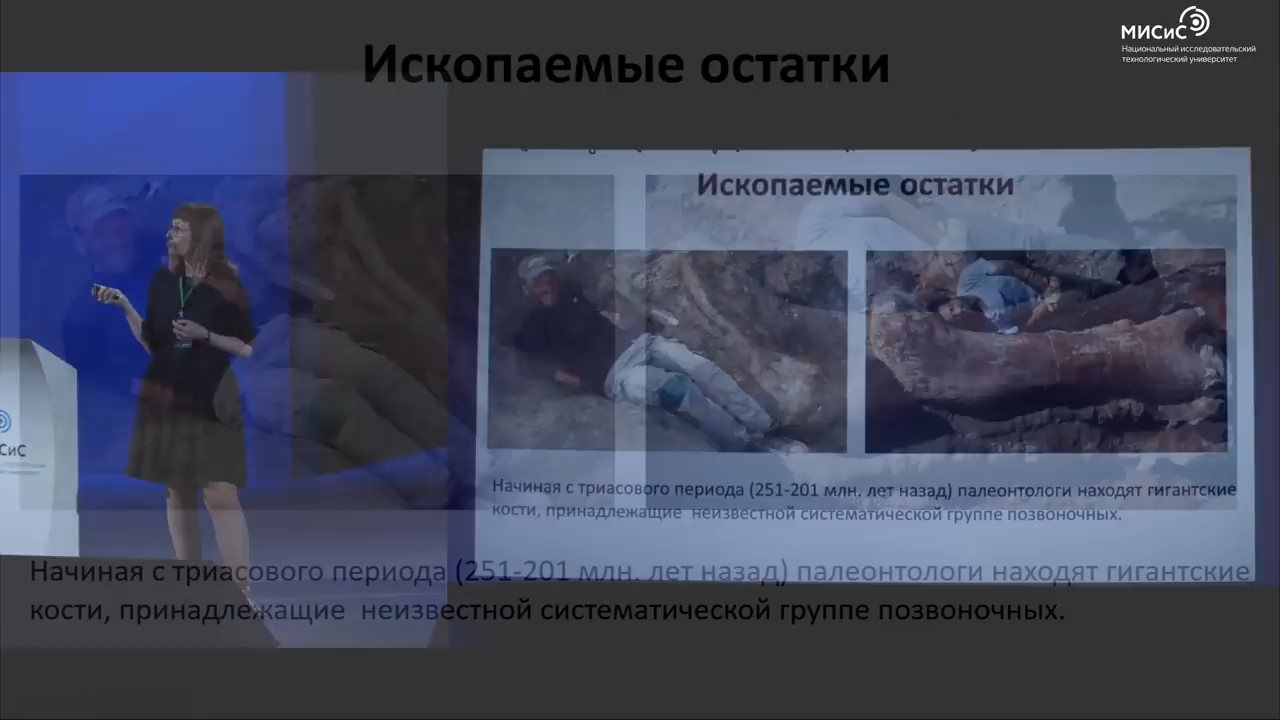 МИСиС
Национальный исследовательский
технологический университет
Ископаемые остатки
Ископаемые остатки
Начиная с триасового периода (251-201 млн. лет назад) палеонтологи находят гигантские
кости, принадлежащие неизвестной систематической группе позвоночных.
СиС
Начиная с триасового периода (251-201 млн. лет назад) палеонтологи находят гигантские
кости, принадлежащие неизвестной систематической группе позвоночных.